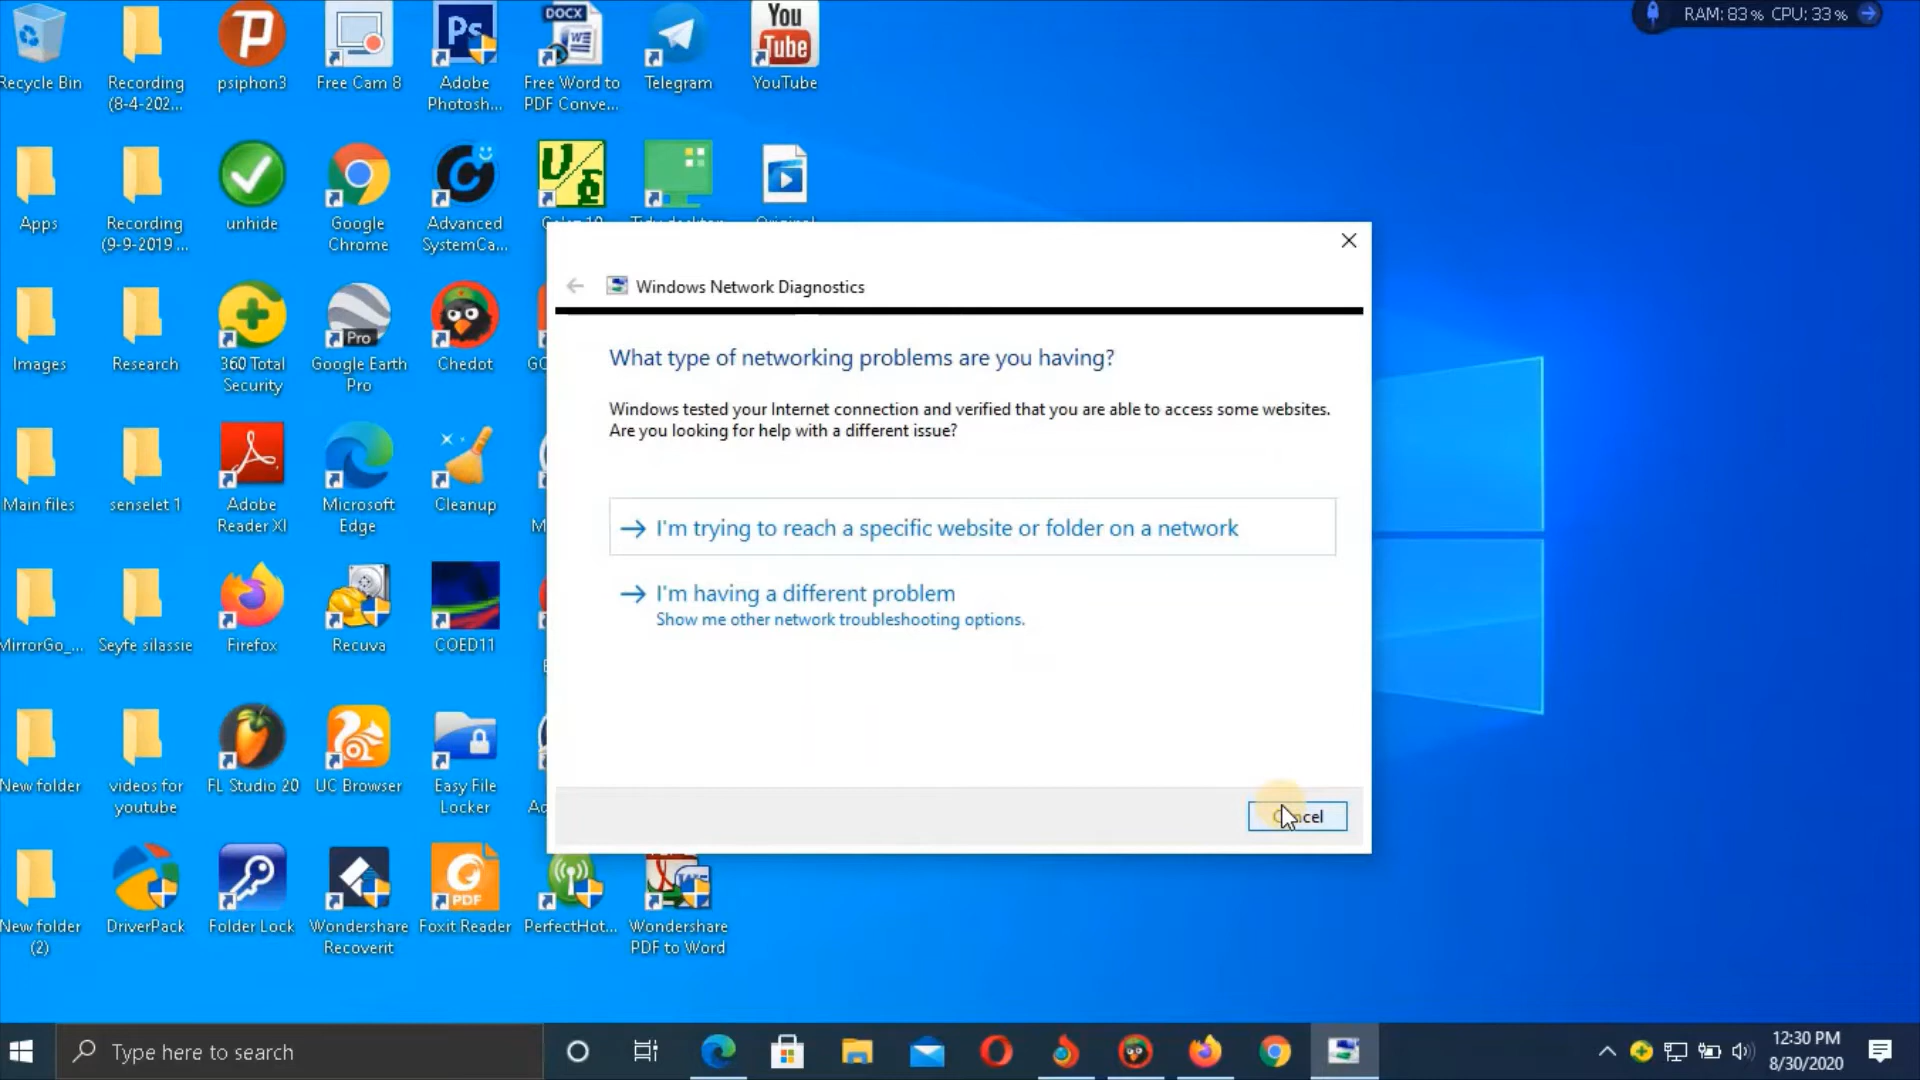 RAM: 83% CPU: 33%
DOCX
Ps
You
Tube
Recycle Bin
Recording
(8-4-202...
psiphon3
Free Cam 8
Adobe
Photosh...
Free Word to
PDF Conve...
Telegram
YouTube
Apps
Recording
(9-9-2019 ...
unhide
Google
Chrome
Advanced
SystemCa...
Windows Network Diagnostics
Images
Research
360 Total
Security
Pro
Google Earth
Pro
Chedot
What type of networking problems are you having?
Windows tested your Internet connection and verified that you are able to access some websites.
Are you looking for help with a different issue?
Main files
senselet 1
Adobe
Reader XI
Microsoft
Edge
Cleanup
I'm trying to reach a specific website or folder on a network
I'm having a different problem
Show me other network troubleshooting options.
MirrorGo_...
Seyfe silassie
Firefox
Recuva
COED11
New folder
videos for
youtube
FL Studio 20
UC Browser
Easy File
Locker
Cancel
PDF
New folder
(2)
DriverPack
Folder Lock
Wondershare
Recoverit
Foxit Reader
PerfectHot...
Wondershare
PDF to Word
Type here to search
12:30 PM
8/30/2020